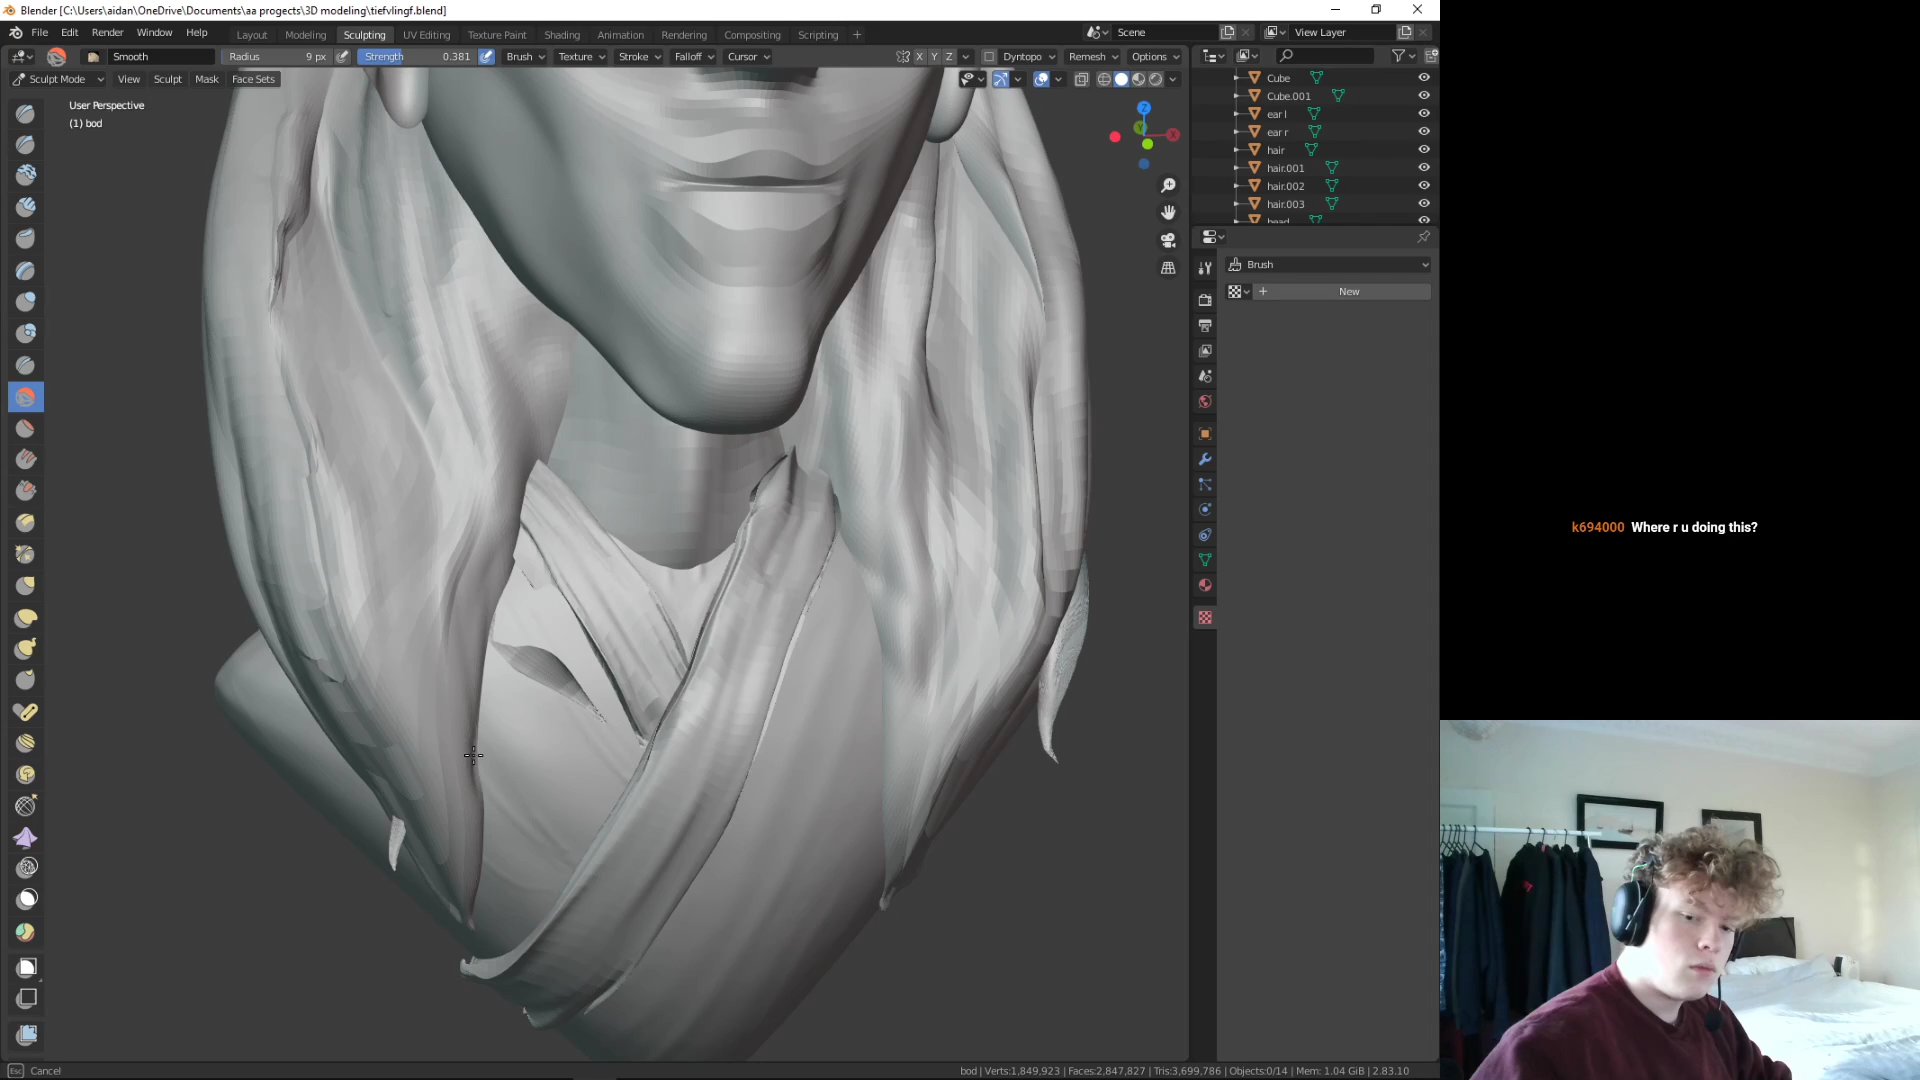 Blender [C:\Users\aidan\OneDrive\Documents\aa progects\3D modeling\tiefvlingf.blend]
File Edit Render Window Help Layout Modeling Sculpting UV Editing Texture Paint Shading Animation Rendering Compositing Scripting + Scene View Layer
Smooth Radius 9 px Strength 0.381 Brush Texture Stroke Falloff Cursor X Y Z Dyntopo Remesh Options
Sculpt Mode View Sculpt Mask Face Sets
User Perspective
(1) bod
Z
Y
X
Cube
Cube.001
ear l
ear r
hair
hair.001
hair.002
hair.003
head
Brush
+ New
k694000 Where r u doing this?
Esc Cancel
bod | Verts:1,849,923 | Faces:2,847,827 | Tris:3,699,786 | Objects:0/14 | Mem: 1.04 GiB | 2.83.10